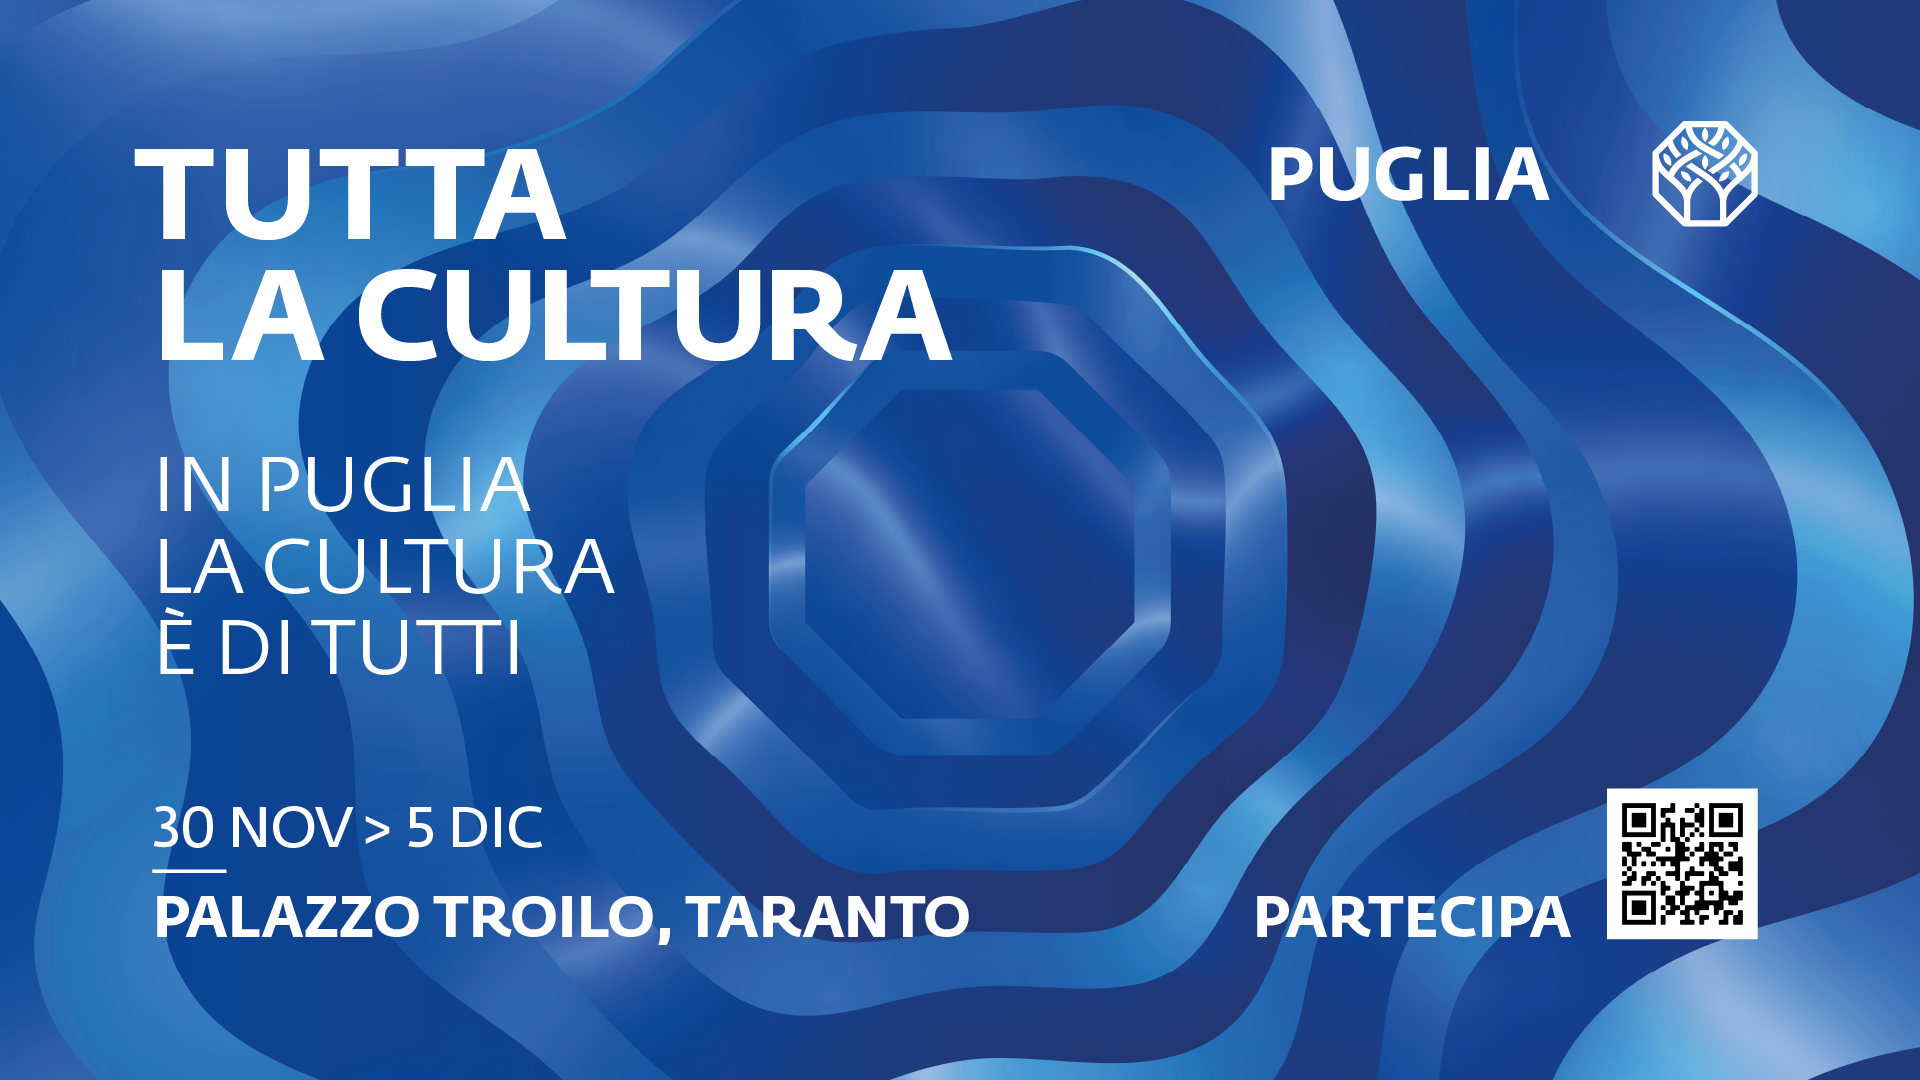 TUTTA
LA CULTURA
PUGLIA
IN PUGLIA
LA CULTURA
È DI TUTTI
30 NOV > 5 DIC
PALAZZO TROILO, TARANTO
PARTECIPA